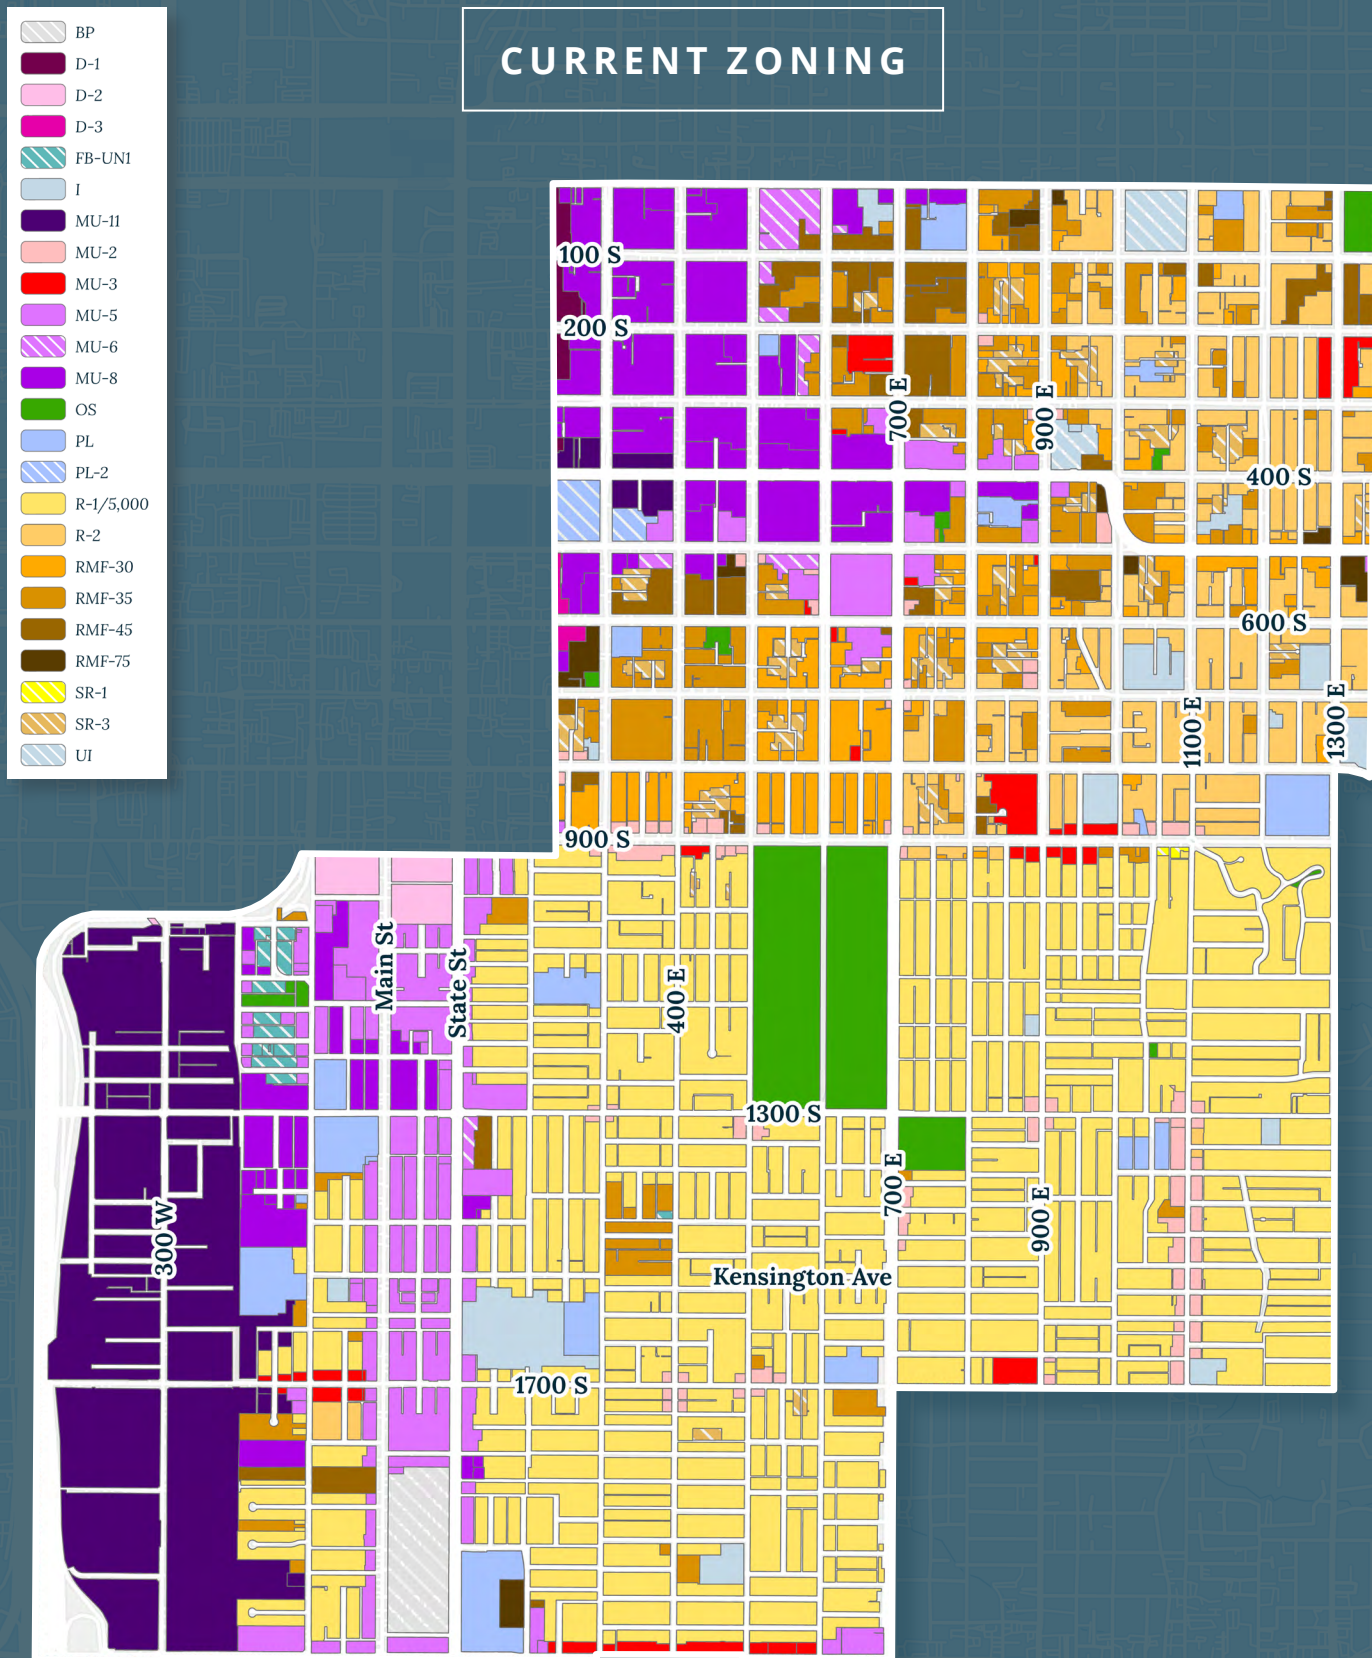 CURRENT ZONING
BP
D-1
D-2
D-3
FB-UN1
I
MU-11
MU-2
MU-3
MU-5
MU-6
MU-8
OS
PL
PL-2
R-1/5,000
R-2
RMF-30
RMF-35
RMF-45
RMF-75
SR-1
SR-3
UI
100 S
200 S
700 E
900 E
400 S
600 S
1100 E
1300 E
900 S
Main St
State St
400 E
1300 S
700 E
900 E
300 W
Kensington Ave
1700 S